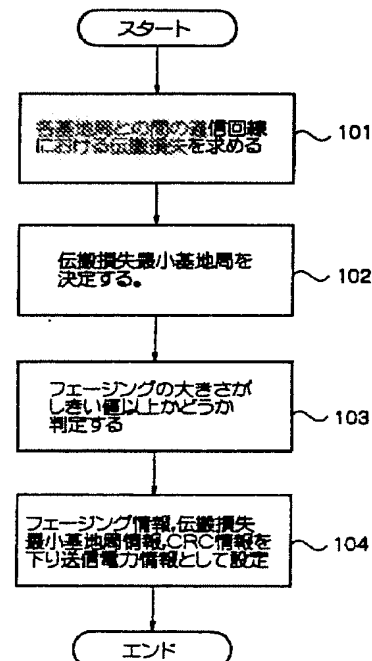 スタート
各基地局との間の通信回線
における伝搬損失を求める
101
伝搬損失最小基地局を
決定する。
102
フェージングの大きさが
しきい値以上かどうか
判定する
103
フェージング情報,伝搬損失
最小基地局情報,CRC情報を
下り送信電力情報として設定
104
エンド